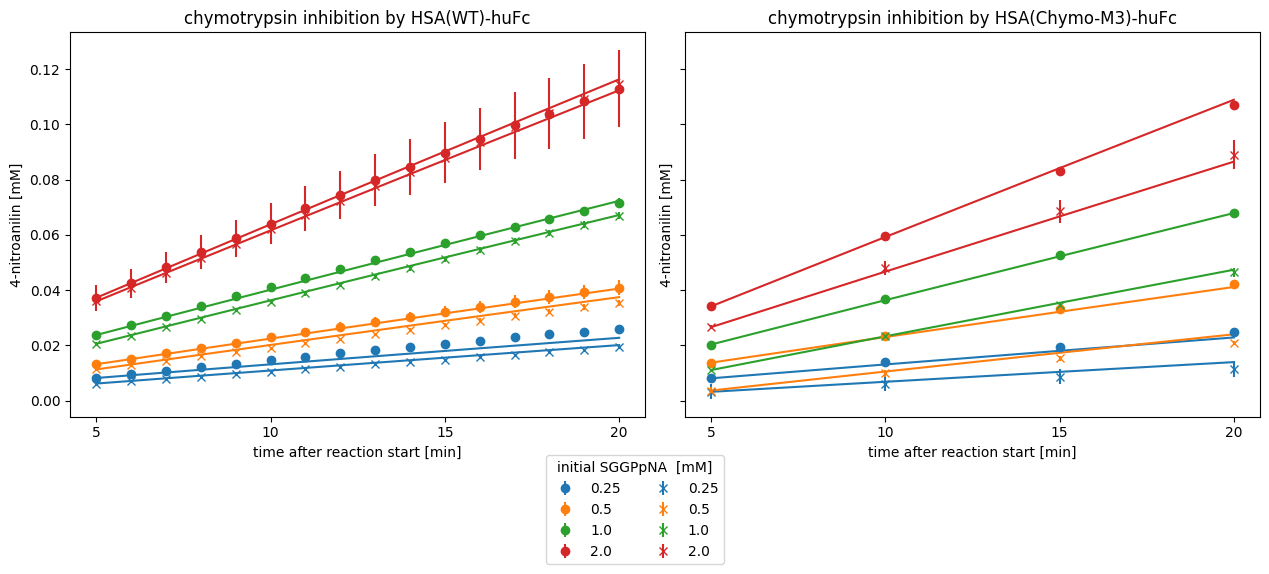 chymotrypsin inhibition by HSA(WT)-huFc
4-nitroanilin [mM]
0.12
0.10
0.08
0.06
0.04
0.02
0.00
5
10
15
20
time after reaction start [min]
chymotrypsin inhibition by HSA(Chymo-M3)-huFc
4-nitroanilin [mM]
5
10
15
20
time after reaction start [min]
initial SGGPpNA [mM]
0.25 0.25
0.5 0.5
1.0 1.0
2.0 2.0